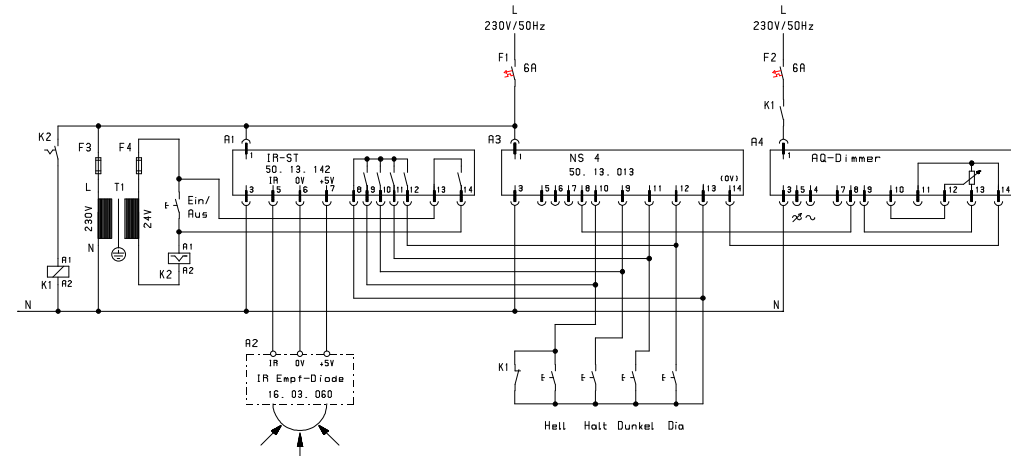 L
230V/50Hz
L
230V/50Hz
F1
6A
F2
6A
K1
K2
F3
F4
A1
IR-ST
50. 13. 142
IR 0V +5V
1
3 5 6 7 8 9 10 11 12 13 14
A3
NS 4
50. 13. 013
(0V)
1
3 5 6 7 8 9 10 11 12 13 14
A4
AQ-Dimmer
1
3 5 4 7 8 9 10 11 12 13 14
L T1
230V
24V
N
Ein/
Aus
A1
K2 A2
A1
K1 A2
N
N
A2
IR 0V +5V
IR Empf-Diode
16. 03. 060
K1
Hell Halt Dunkel Dia